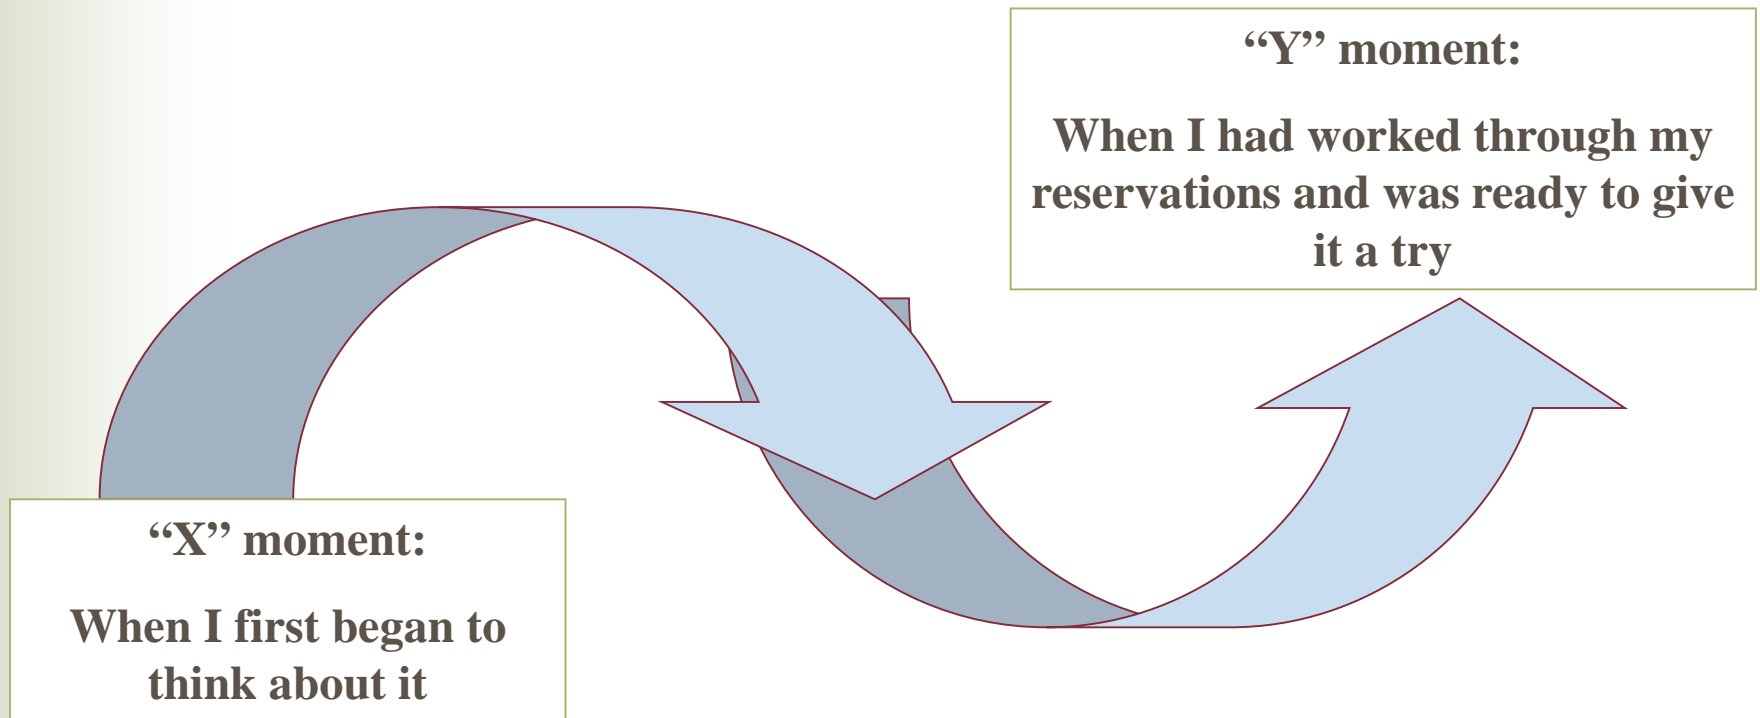 “Y” moment:
When I had worked through my
reservations and was ready to give
it a try
“X” moment:
When I first began to
think about it